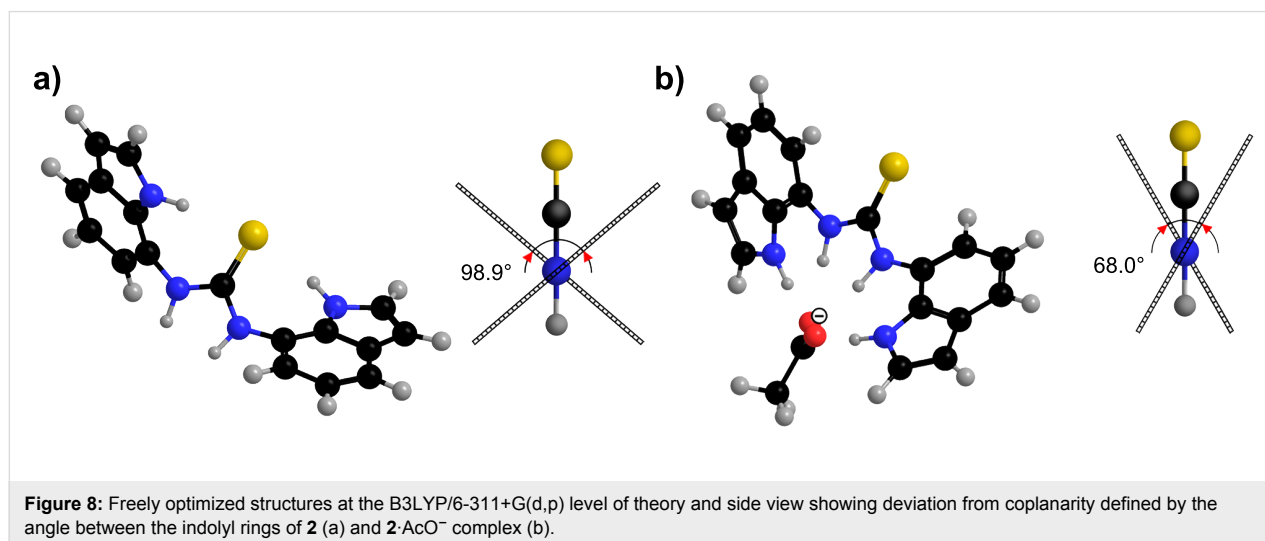 a)
b)
98.9°
68.0°
⊖
Figure 8: Freely optimized structures at the B3LYP/6-311+G(d,p) level of theory and side view showing deviation from coplanarity defined by the
angle between the indolyl rings of 2 (a) and 2·AcO⁻ complex (b).